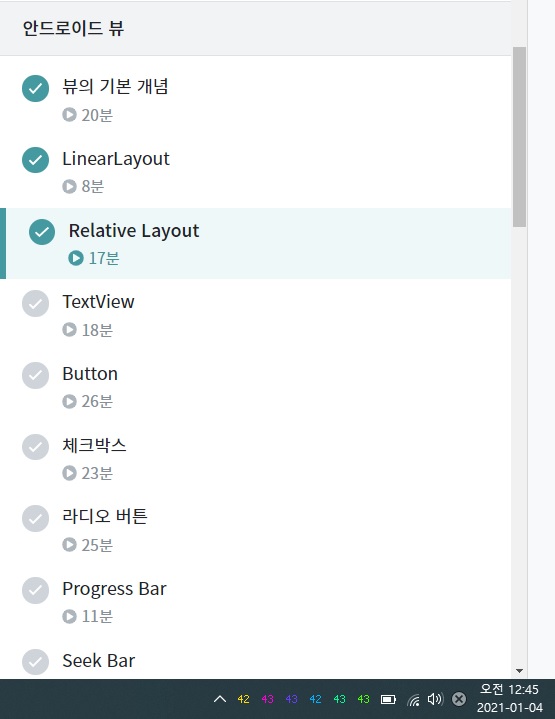 안드로이드 뷰
뷰의 기본 개념
20분
LinearLayout
8분
Relative Layout
17분
TextView
18분
Button
26분
체크박스
23분
라디오 버튼
25분
Progress Bar
11분
Seek Bar
42 43 43 42 43 43
오전 12:45
2021-01-04